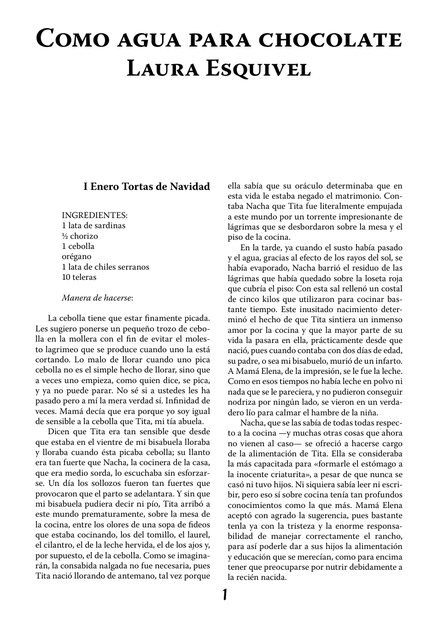 COMO AGUA PARA CHOCOLATE
LAURA ESQUIVEL
I Enero Tortas de Navidad
INGREDIENTES:
1 lata de sardinas
½ chorizo
1 cebolla
orégano
1 lata de chiles serranos
10 teleras
Manera de hacerse:
La cebolla tiene que estar finamente picada.
Les sugiero ponerse un pequeño trozo de cebo-
lla en la mollera con el fin de evitar el moles-
to lagrimeo que se produce cuando uno la está
cortando. Lo malo de llorar cuando uno pica
cebolla no es el simple hecho de llorar, sino que
a veces uno empieza, como quien dice, se pica,
y ya no puede parar. No sé si a ustedes les ha
pasado pero a mí la mera verdad sí. Infinidad de
veces. Mamá decía que era porque yo soy igual
de sensible a la cebolla que Tita, mi tía abuela.
Dicen que Tita era tan sensible que desde
que estaba en el vientre de mi bisabuela lloraba
y lloraba cuando ésta picaba cebolla; su llanto
era tan fuerte que Nacha, la cocinera de la casa,
que era medio sorda, lo escuchaba sin esforzar-
se. Un día los sollozos fueron tan fuertes que
provocaron que el parto se adelantara. Y sin que
mi bisabuela pudiera decir ni pío, Tita arribó a
este mundo prematuramente, sobre la mesa de
la cocina, entre los olores de una sopa de fideos
que estaba cocinando, los del tomillo, el laurel,
el cilantro, el de la leche hervida, el de los ajos y,
por supuesto, el de la cebolla. Como se imagina-
rán, la consabida nalgada no fue necesaria, pues
Tita nació llorando de antemano, tal vez porque
ella sabía que su oráculo determinaba que en
esta vida le estaba negado el matrimonio. Con-
taba Nacha que Tita fue literalmente empujada
a este mundo por un torrente impresionante de
lágrimas que se desbordaron sobre la mesa y el
piso de la cocina.
En la tarde, ya cuando el susto había pasado
y el agua, gracias al efecto de los rayos del sol, se
había evaporado, Nacha barrió el residuo de las
lágrimas que había quedado sobre la loseta roja
que cubría el piso: Con esta sal rellenó un costal
de cinco kilos que utilizaron para cocinar bas-
tante tiempo. Este inusitado nacimiento deter-
minó el hecho de que Tita sintiera un inmenso
amor por la cocina y que la mayor parte de su
vida la pasara en ella, prácticamente desde que
nació, pues cuando contaba con dos días de edad,
su padre, o sea mi bisabuelo, murió de un infarto.
A Mamá Elena, de la impresión, se le fue la leche.
Como en esos tiempos no había leche en polvo ni
nada que se le pareciera, y no pudieron conseguir
nodriza por ningún lado, se vieron en un verda-
dero lío para calmar el hambre de la niña.
Nacha, que se las sabía de todas todas respec-
to a la cocina —y muchas otras cosas que ahora
no vienen al caso— se ofreció a hacerse cargo
de la alimentación de Tita. Ella se consideraba
la más capacitada para «formarle el estómago a
la inocente criaturita», a pesar de que nunca se
casó ni tuvo hijos. Ni siquiera sabía leer ni escri-
bir, pero eso sí sobre cocina tenía tan profundos
conocimientos como la que más. Mamá Elena
aceptó con agrado la sugerencia, pues bastante
tenía ya con la tristeza y la enorme responsa-
bilidad de manejar correctamente el rancho,
para así poderle dar a sus hijos la alimentación
y educación que se merecían, como para encima
tener que preocuparse por nutrir debidamente a
la recién nacida.
1